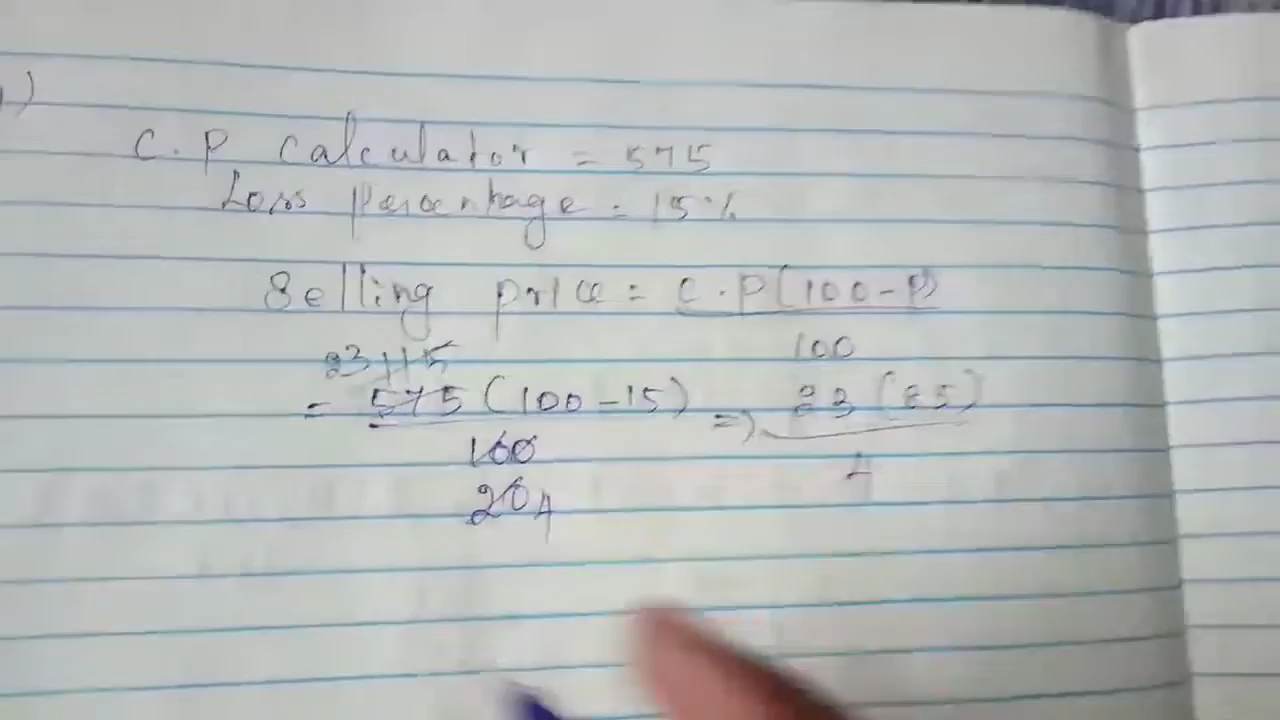 )
C.P Calculator = 575
Loss Percentage = 15%
Selling price = C.P(100-P)
100
23 115
= 575 (100-15) => 23 (85)
100 4
20 4